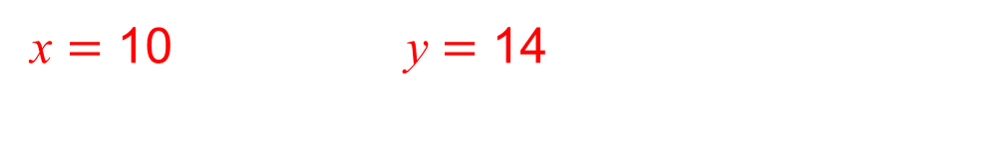 x = 10 y = 14